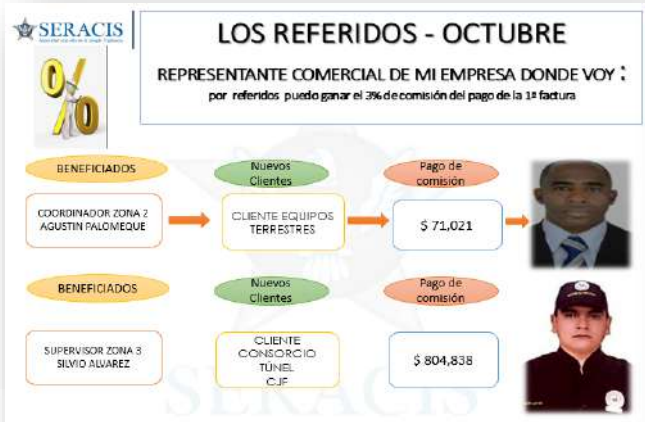 SERACIS
LOS REFERIDOS - OCTUBRE
REPRESENTANTE COMERCIAL DE MI EMPRESA DONDE VOY :
por referidos puedo ganar el 3% de comisión del pago de la 1ª factura
%
BENEFICIADOS
Nuevos
Clientes
Pago de
comisión
COORDINADOR ZONA 2
AGUSTIN PALOMEQUE
CLIENTE EQUIPOS
TERRESTRES
$ 71,021
BENEFICIADOS
Nuevos
Clientes
Pago de
comisión
SUPERVISOR ZONA 3
SILVIO ALVAREZ
CLIENTE
CONSORCIO
TÚNEL
CJF
$ 804,838
SERACIS